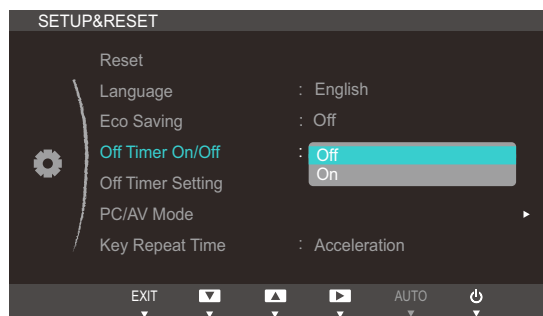 SETUP&RESET
Reset
Language : English
Eco Saving : Off
Off Timer On/Off : Off
On
Off Timer Setting
PC/AV Mode
Key Repeat Time : Acceleration
EXIT AUTO